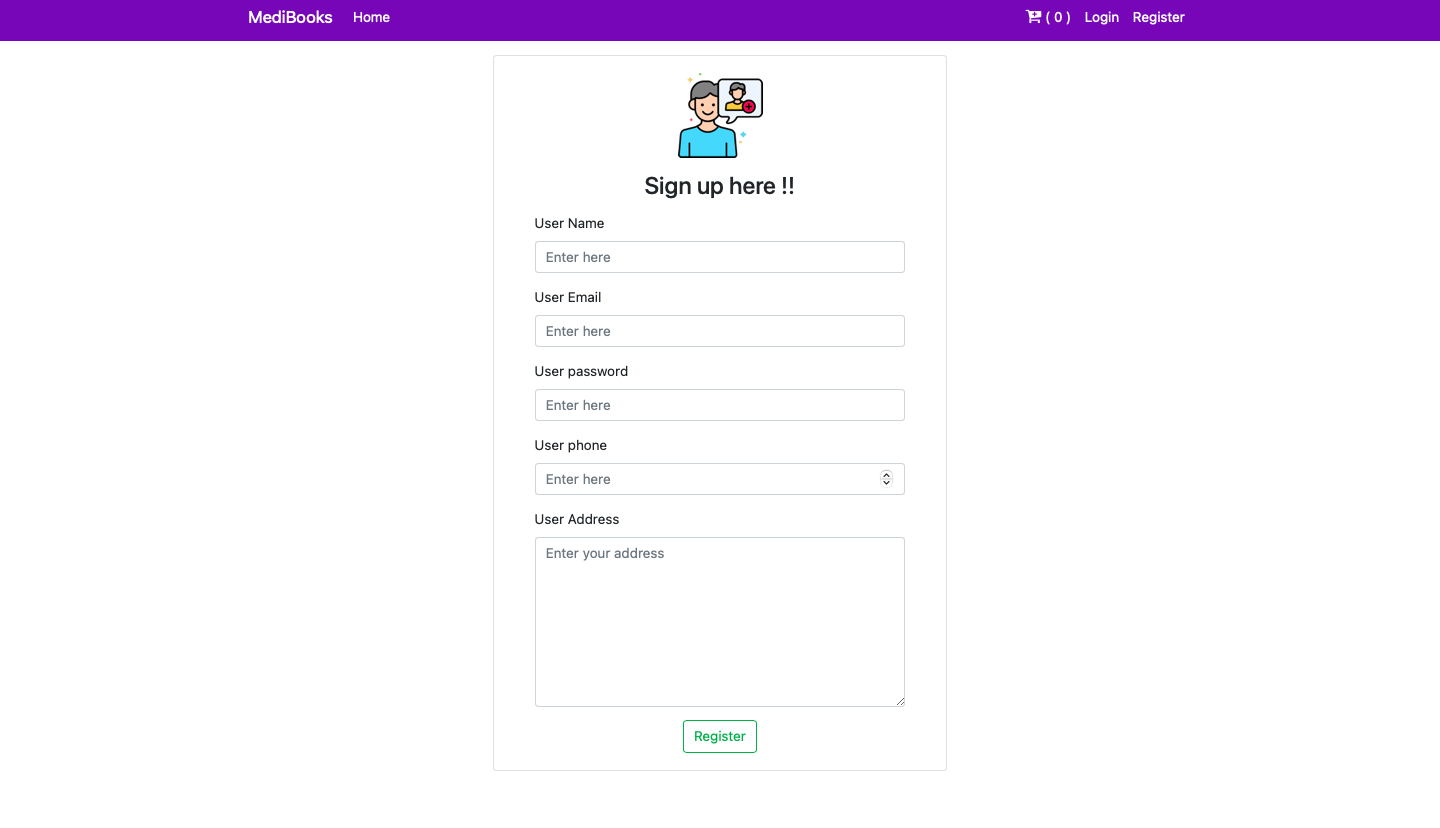 MediBooks Home ( 0 ) Login Register
Sign up here !!
User Name
Enter here
User Email
Enter here
User password
Enter here
User phone
Enter here
User Address
Enter your address
Register